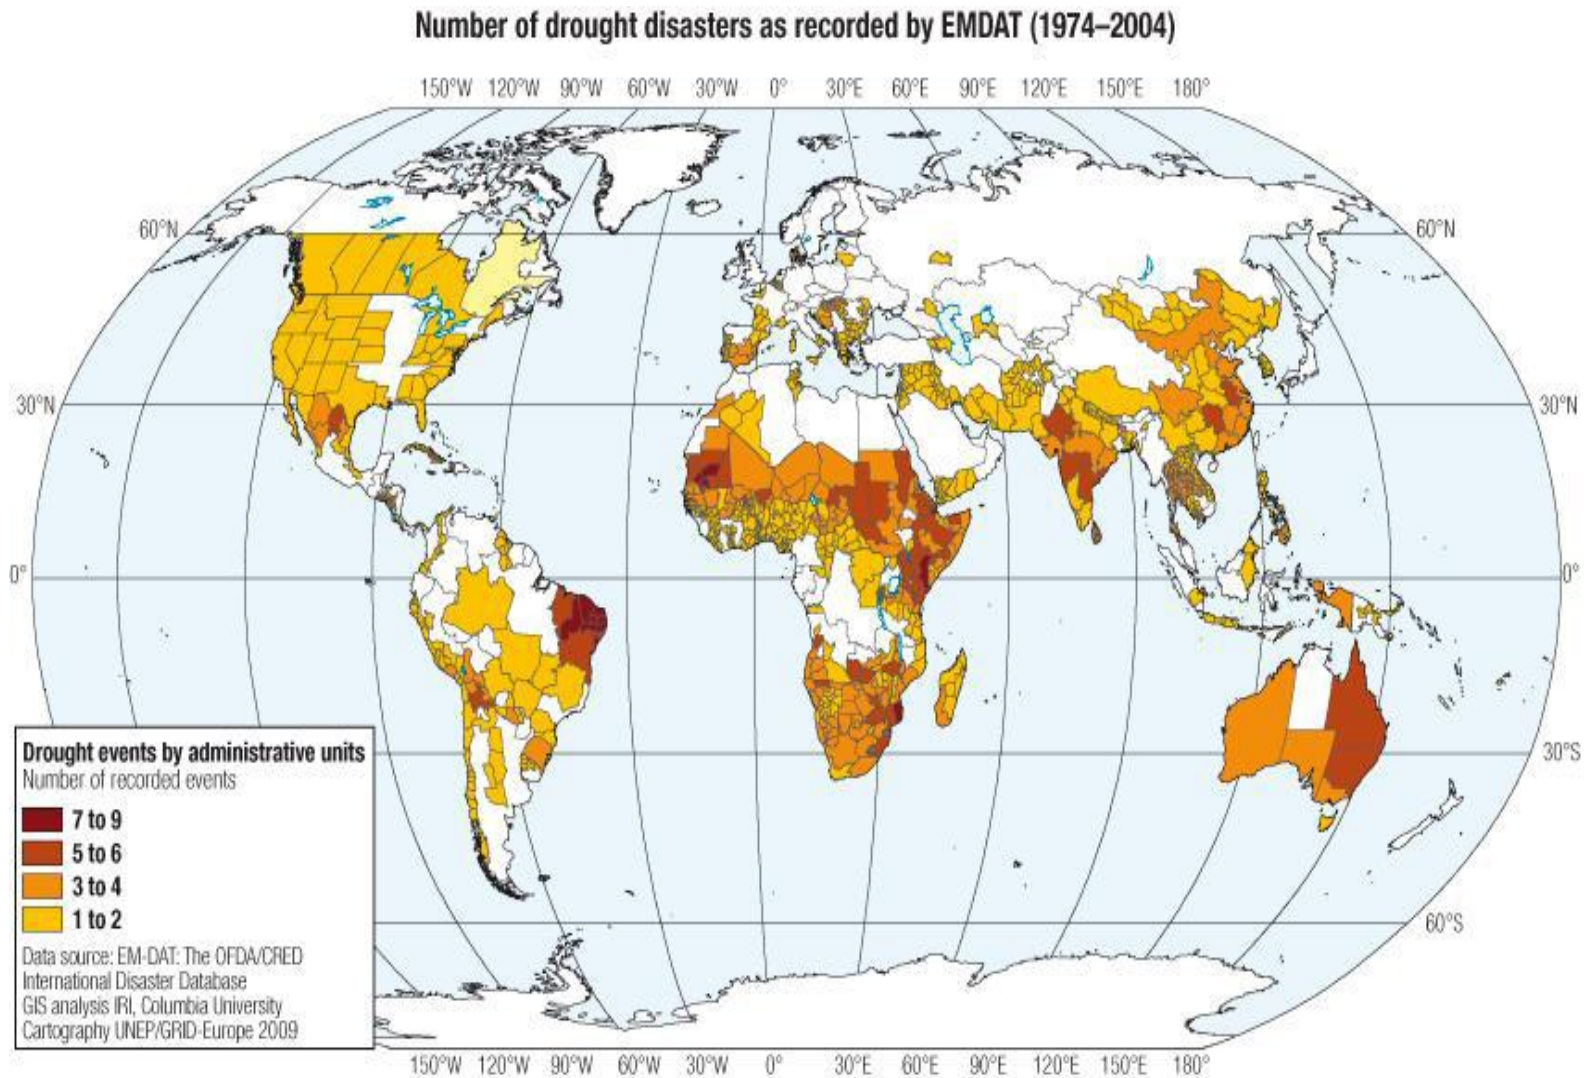 Number of drought disasters as recorded by EMDAT (1974–2004)
150°W 120°W 90°W 60°W 30°W 0° 30°E 60°E 90°E 120°E 150°E 180°
60°N 60°N
30°N 30°N
0° 0°
30°S
60°S
Drought events by administrative units
Number of recorded events
7 to 9
5 to 6
3 to 4
1 to 2
Data source: EM-DAT: The OFDA/CRED
International Disaster Database
GIS analysis IRI, Columbia University
Cartography UNEP/GRID-Europe 2009
150°W 120°W 90°W 60°W 30°W 0° 30°E 60°E 90°E 120°E 150°E 180°